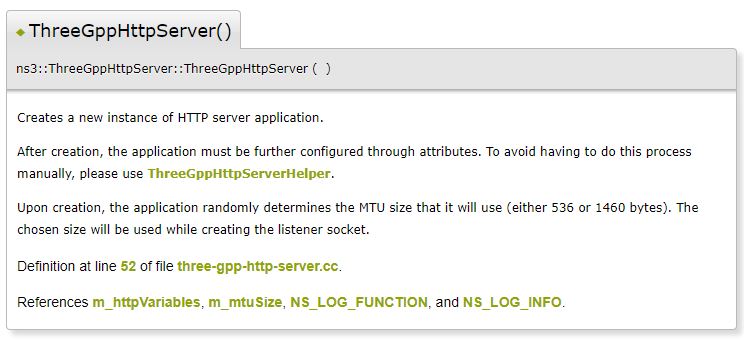 ThreeGppHttpServer()
ns3::ThreeGppHttpServer::ThreeGppHttpServer ( )
Creates a new instance of HTTP server application.
After creation, the application must be further configured through attributes. To avoid having to do this process
manually, please use ThreeGppHttpServerHelper.
Upon creation, the application randomly determines the MTU size that it will use (either 536 or 1460 bytes). The
chosen size will be used while creating the listener socket.
Definition at line 52 of file three-gpp-http-server.cc.
References m_httpVariables, m_mtuSize, NS_LOG_FUNCTION, and NS_LOG_INFO.